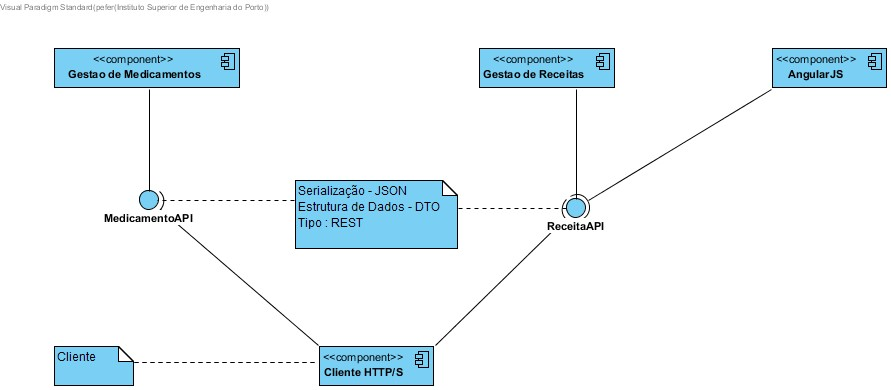 Visual Paradigm Standard(pefer(Instituto Superior de Engenharia do Porto))
<<component>>
Gestao de Medicamentos
<<component>>
Gestao de Receitas
<<component>>
AngularJS
Serialização - JSON
Estrutura de Dados - DTO
Tipo : REST
MedicamentoAPI
ReceitaAPI
Cliente
<<component>>
Cliente HTTP/S